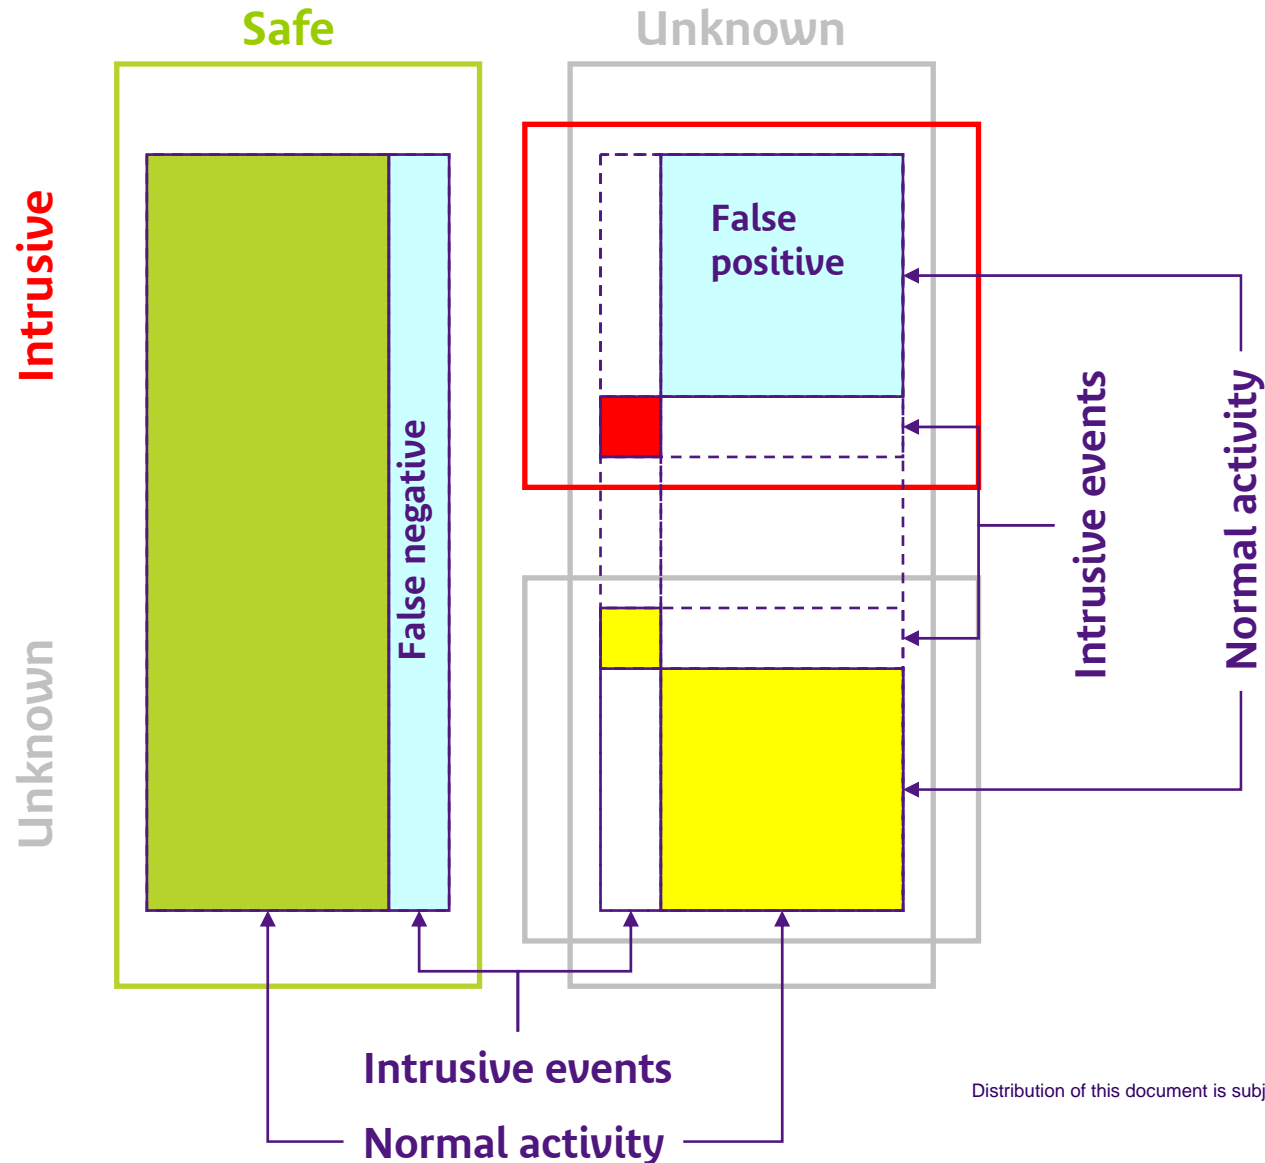 Safe
Unknown
Intrusive
Unknown
False
positive
False negative
Intrusive events
Normal activity
Intrusive events
Normal activity
Distribution of this document is subj